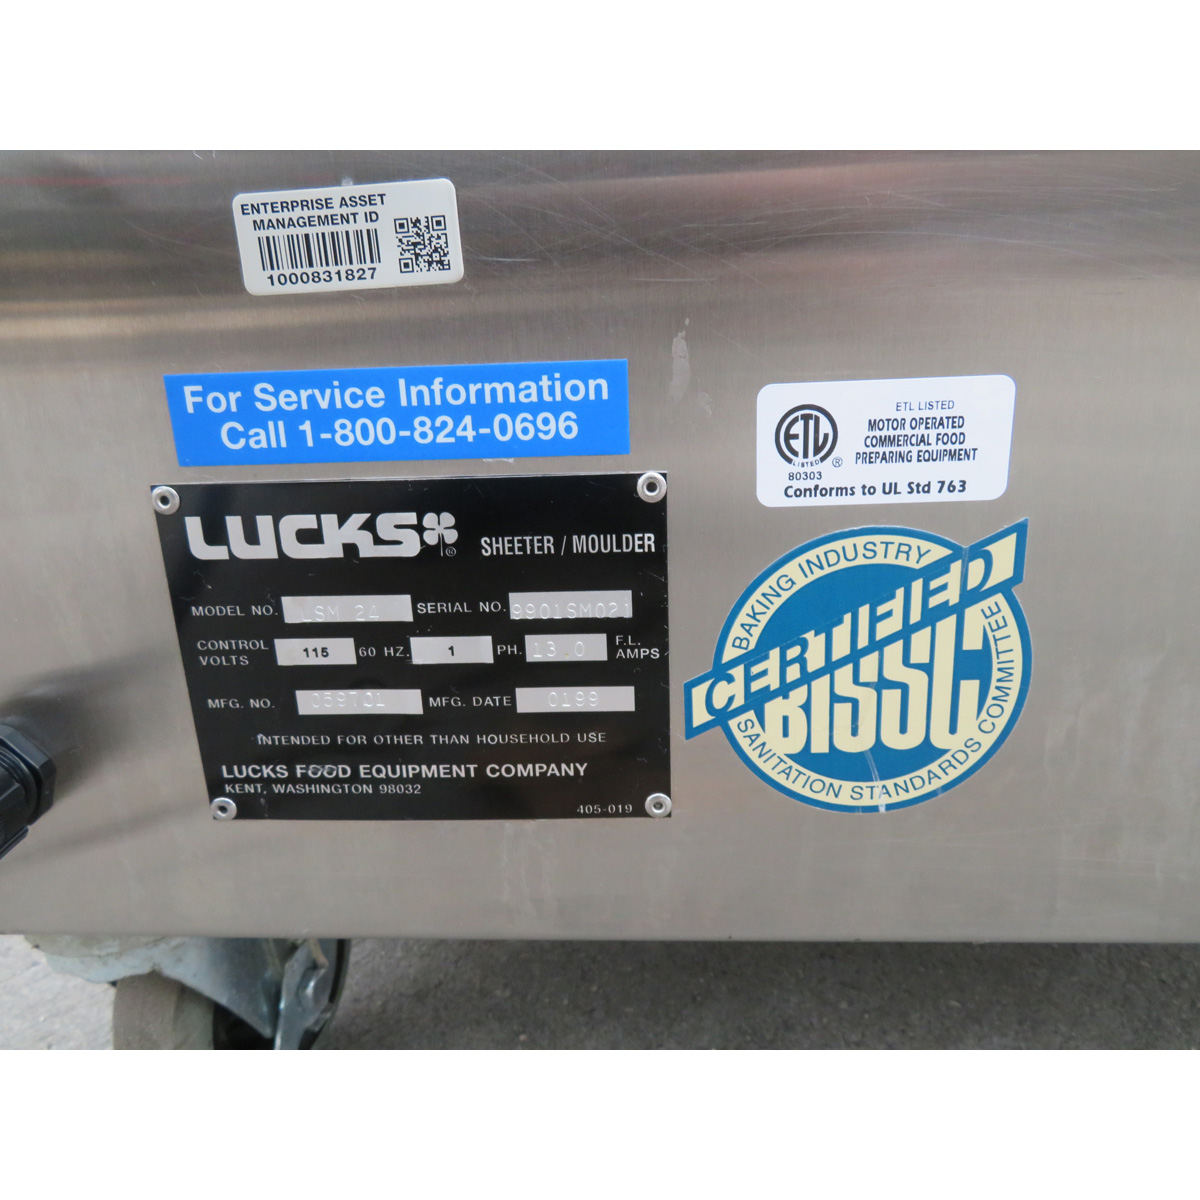 ENTERPRISE ASSET
MANAGEMENT ID
1000831827
For Service Information
Call 1-800-824-0696
LUCKS ®
SHEETER / MOULDER
MODEL NO. LSM 24 SERIAL NO. 9901SM021
CONTROL VOLTS 115 60 HZ. 1 PH. 13.0 F.L. AMPS
MFG. NO. 059701 MFG. DATE 0199
INTENDED FOR OTHER THAN HOUSEHOLD USE
LUCKS FOOD EQUIPMENT COMPANY
KENT, WASHINGTON 98032
405-019
ETL LISTED ®
80303
ETL LISTED
MOTOR OPERATED
COMMERCIAL FOOD
PREPARING EQUIPMENT
Conforms to UL Std 763
BAKING INDUSTRY
CERTIFIED
BISSC
SANITATION STANDARDS COMMITTEE